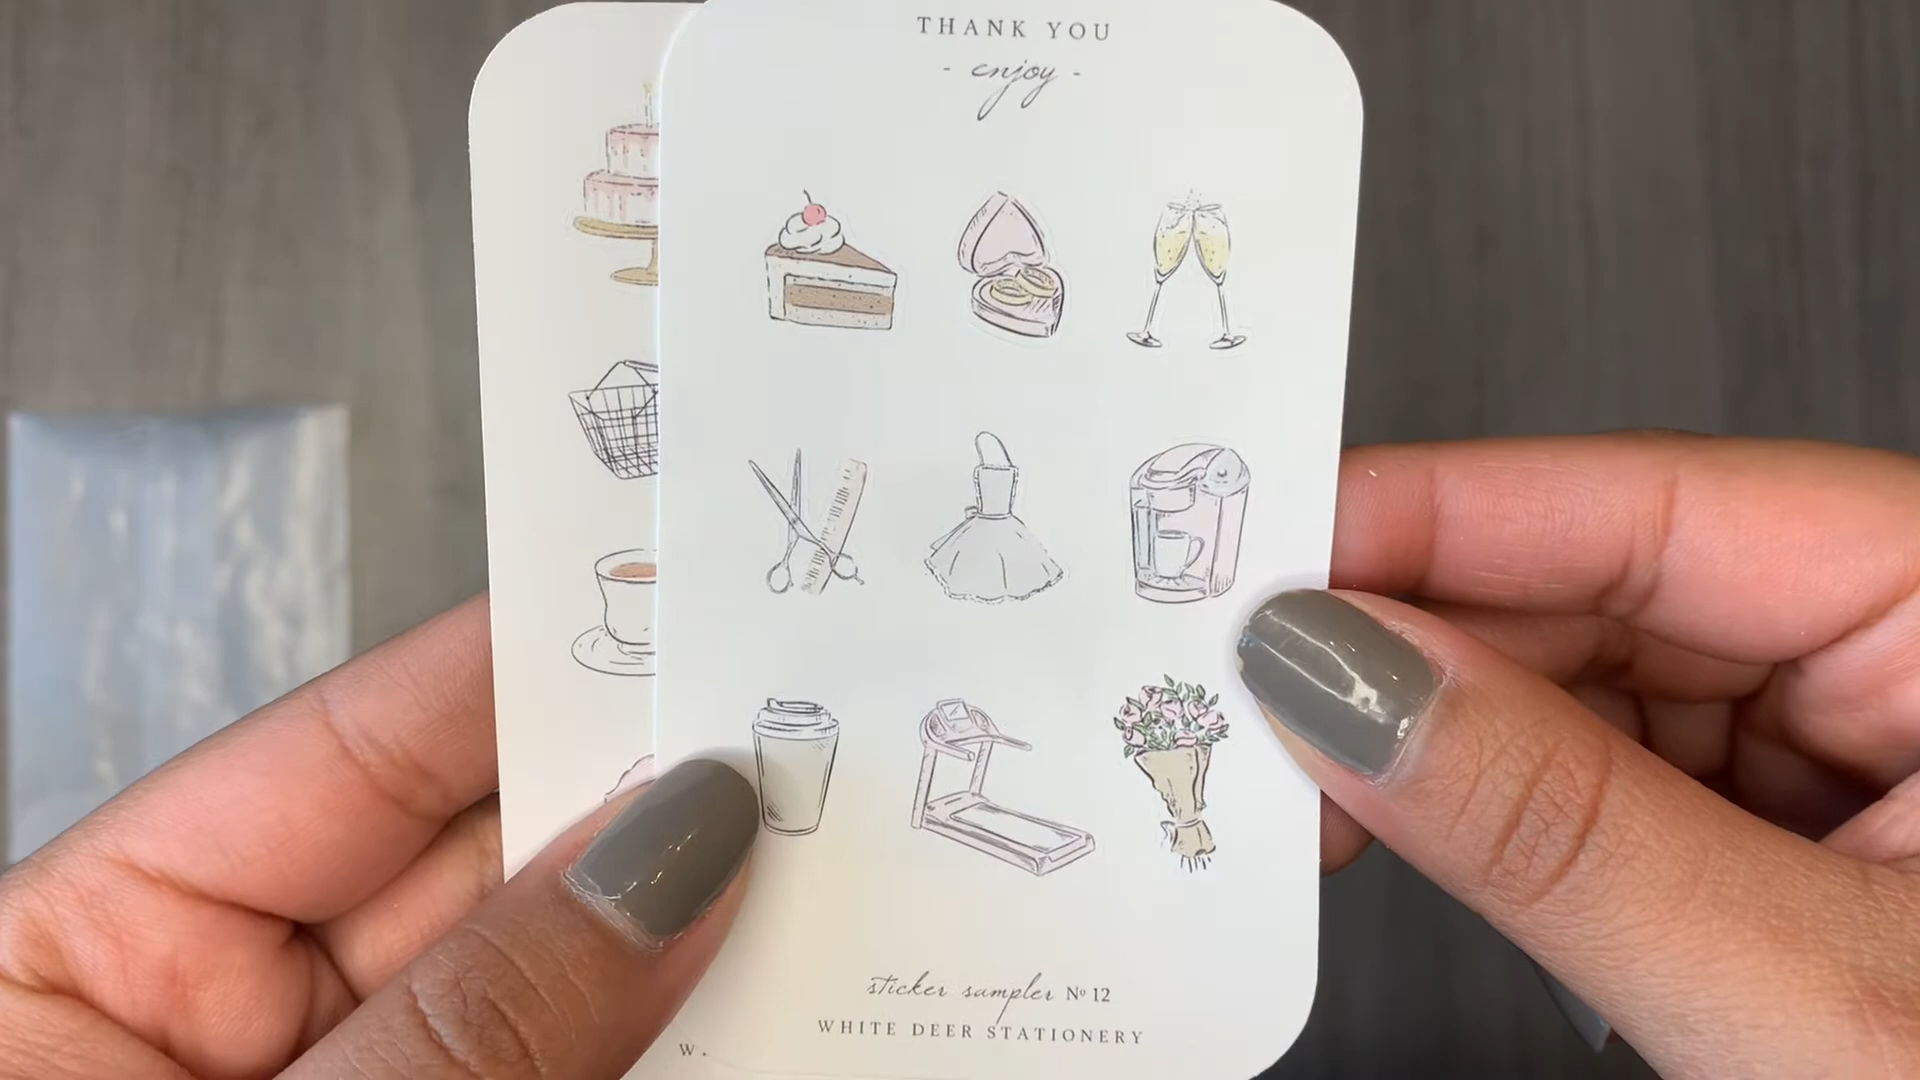 THANK YOU
- enjoy -
sticker sampler Nº 12
WHITE DEER STATIONERY
W